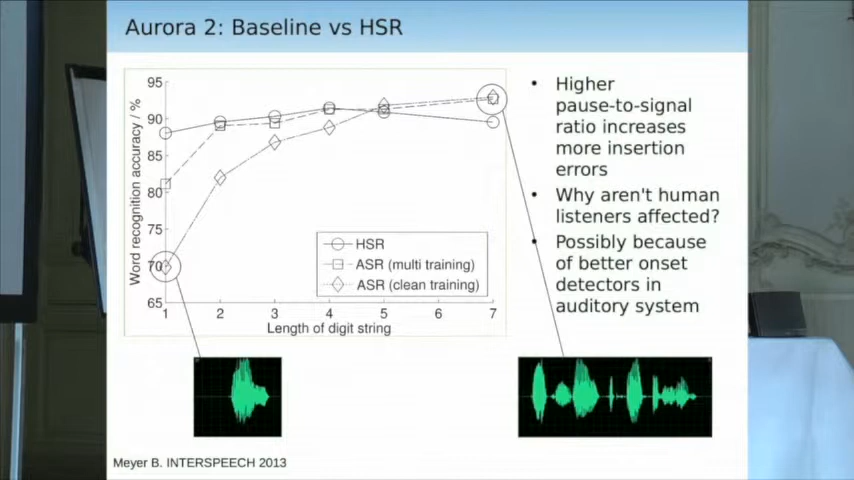 Aurora 2: Baseline vs HSR
Word recognition accuracy / %
95
90
85
80
75
70
65
1
2
3
4
5
6
7
Length of digit string
HSR
ASR (multi training)
ASR (clean training)
• Higher
pause-to-signal
ratio increases
more insertion
errors
• Why aren't human
listeners affected?
• Possibly because
of better onset
detectors in
auditory system
Meyer B. INTERSPEECH 2013